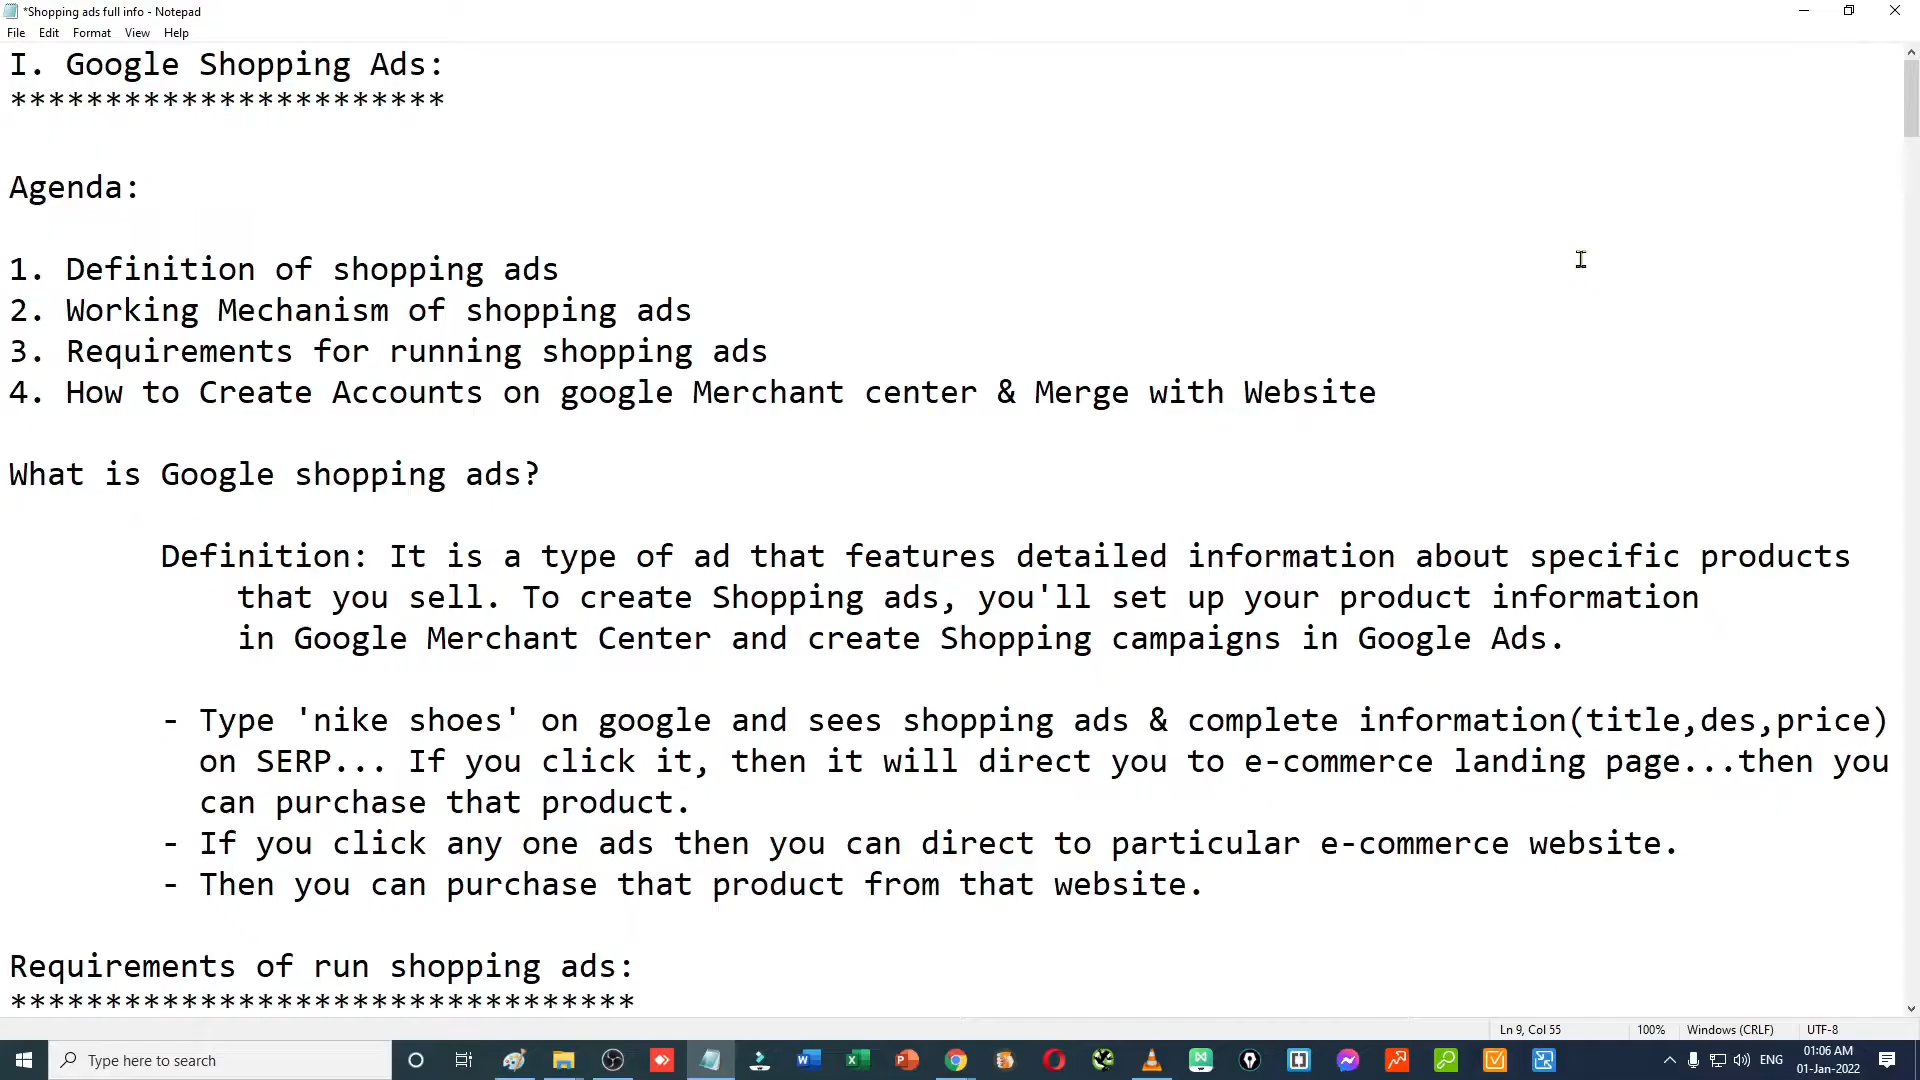 *Shopping ads full info - Notepad
File Edit Format View Help
I. Google Shopping Ads:
***********************
Agenda:
1. Definition of shopping ads
2. Working Mechanism of shopping ads
3. Requirements for running shopping ads
4. How to Create Accounts on google Merchant center & Merge with Website
What is Google shopping ads?
Definition: It is a type of ad that features detailed information about specific products
that you sell. To create Shopping ads, you'll set up your product information
in Google Merchant Center and create Shopping campaigns in Google Ads.
- Type 'nike shoes' on google and sees shopping ads & complete information(title,des,price)
on SERP... If you click it, then it will direct you to e-commerce landing page...then you
can purchase that product.
- If you click any one ads then you can direct to particular e-commerce website.
- Then you can purchase that product from that website.
Requirements of run shopping ads:
*********************************
Ln 9, Col 55 100% Windows (CRLF) UTF-8
Type here to search
ENG
01:06 AM
01-Jan-2022